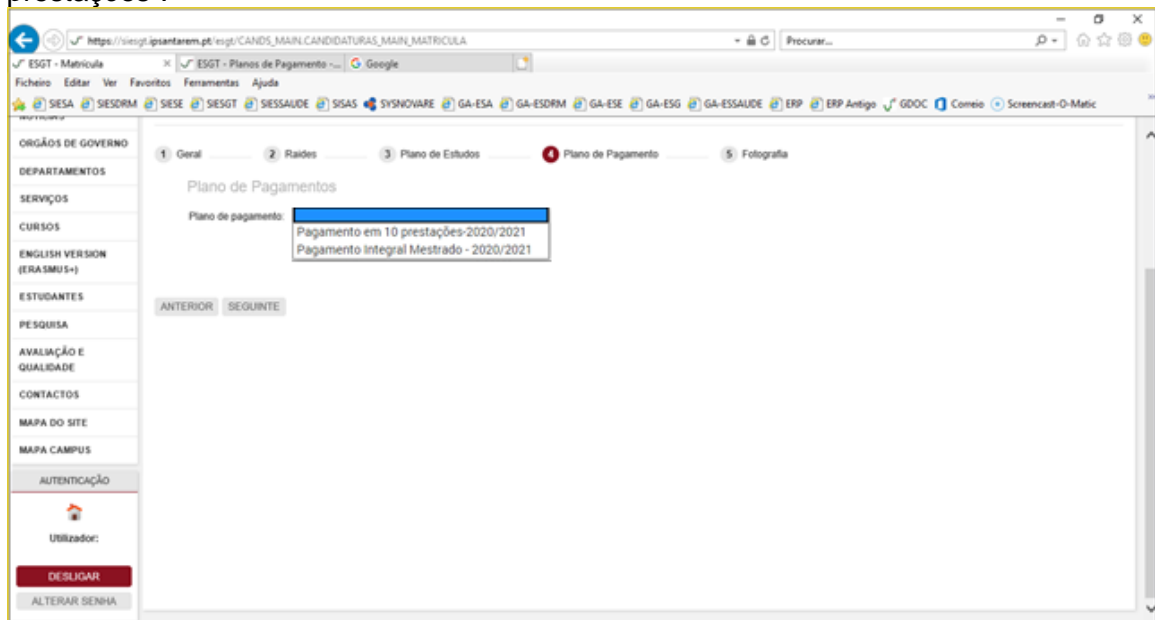 prestações".
https://siesgt.ipsantarem.pt/esgt/CANDS_MAIN.CANDIDATURAS_MAIN_MATRICULA
Procurar...
ESGT - Matrícula
ESGT - Planos de Pagamento -...
Google
Ficheiro Editar Ver Favoritos Ferramentas Ajuda
SIESA SIESDRM SIESE SIESGT SIESSAUDE SISAS SYSNOVARE GA-ESA GA-ESDRM GA-ESE GA-ESG GA-ESSAUDE ERP ERP Antigo GDOC Correio Screencast-O-Matic
NOTÍCIAS
ORGÃOS DE GOVERNO
DEPARTAMENTOS
SERVIÇOS
CURSOS
ENGLISH VERSION
(ERASMUS+)
ESTUDANTES
PESQUISA
AVALIAÇÃO E
QUALIDADE
CONTACTOS
MAPA DO SITE
MAPA CAMPUS
AUTENTICAÇÃO
Utilizador:
DESLIGAR
ALTERAR SENHA
1 Geral 2 Raides 3 Plano de Estudos 4 Plano de Pagamento 5 Fotografia
Plano de Pagamentos
Plano de pagamento:
Pagamento em 10 prestações-2020/2021
Pagamento Integral Mestrado - 2020/2021
ANTERIOR SEGUINTE